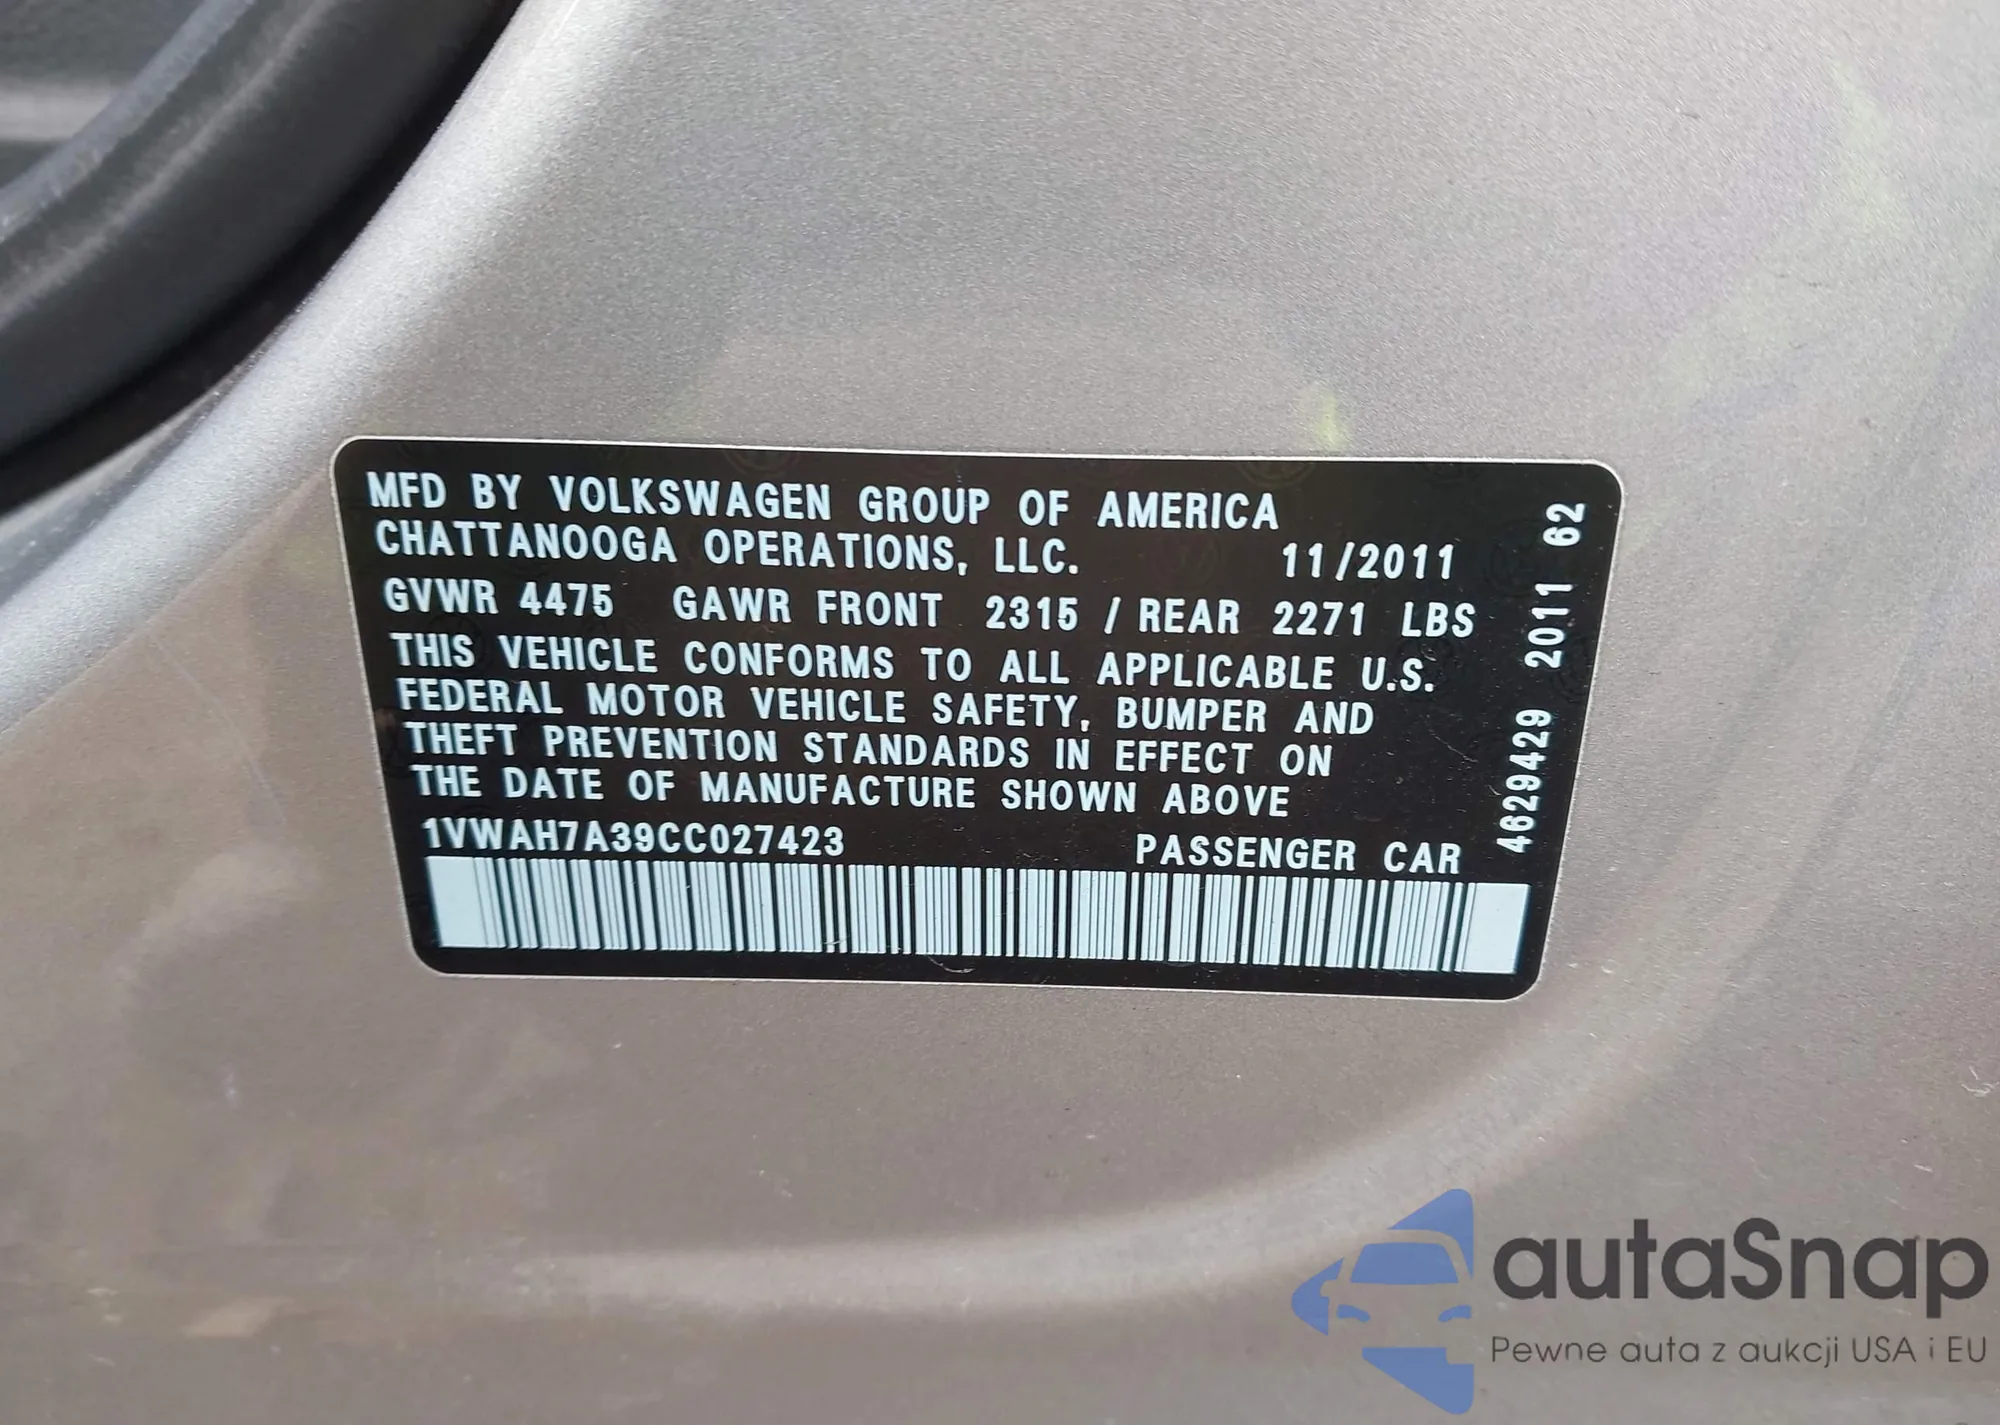 MFD BY VOLKSWAGEN GROUP OF AMERICA
CHATTANOOGA OPERATIONS, LLC. 11/2011
GVWR 4475 GAWR FRONT 2315 / REAR 2271 LBS
THIS VEHICLE CONFORMS TO ALL APPLICABLE U.S.
FEDERAL MOTOR VEHICLE SAFETY, BUMPER AND
THEFT PREVENTION STANDARDS IN EFFECT ON
THE DATE OF MANUFACTURE SHOWN ABOVE
1VWAH7A39CC027423 PASSENGER CAR
4629429 2011 62
autaSnap
Pewne auta z aukcji USA i EU